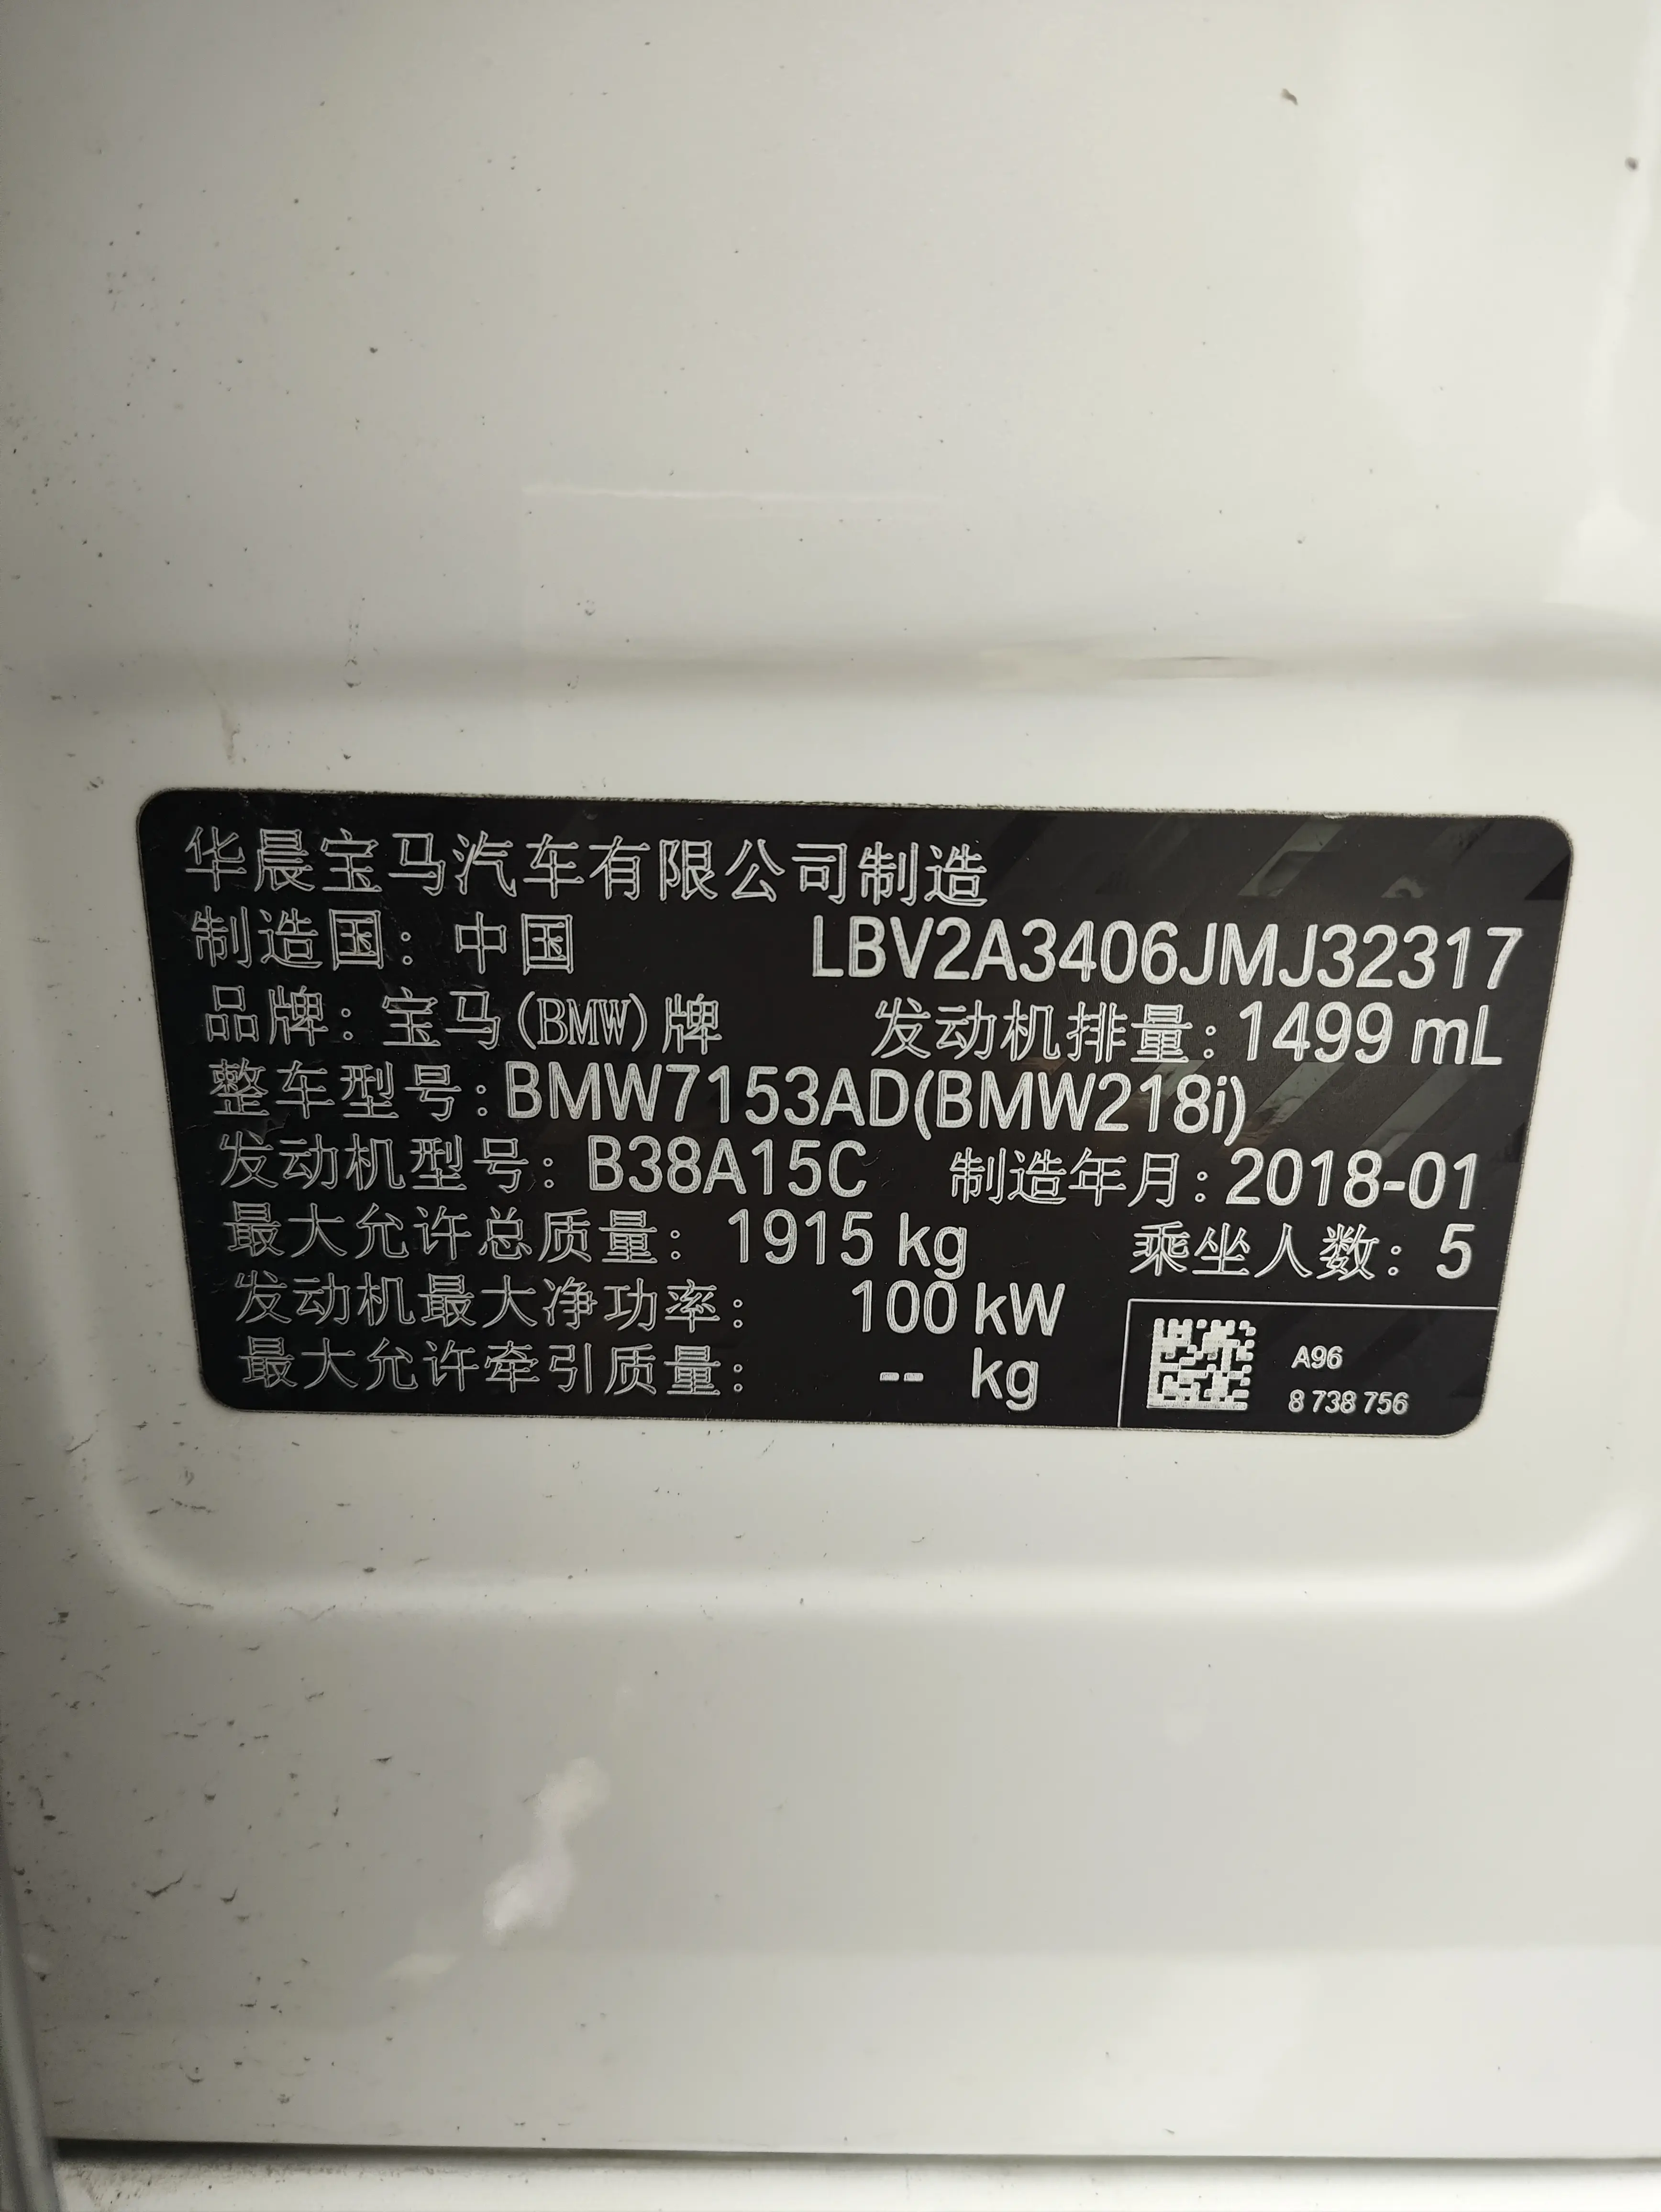 华晨宝马汽车有限公司制造
制造国：中国 LBV2A3406JMJ32317
品牌：宝马(BMW)牌 发动机排量：1499 mL
整车型号：BMW7153AD(BMW218i)
发动机型号：B38A15C 制造年月：2018-01
最大允许总质量：1915 kg 乘坐人数：5
发动机最大净功率：100 kW
最大允许牵引质量：-- kg
A96
8 738 756